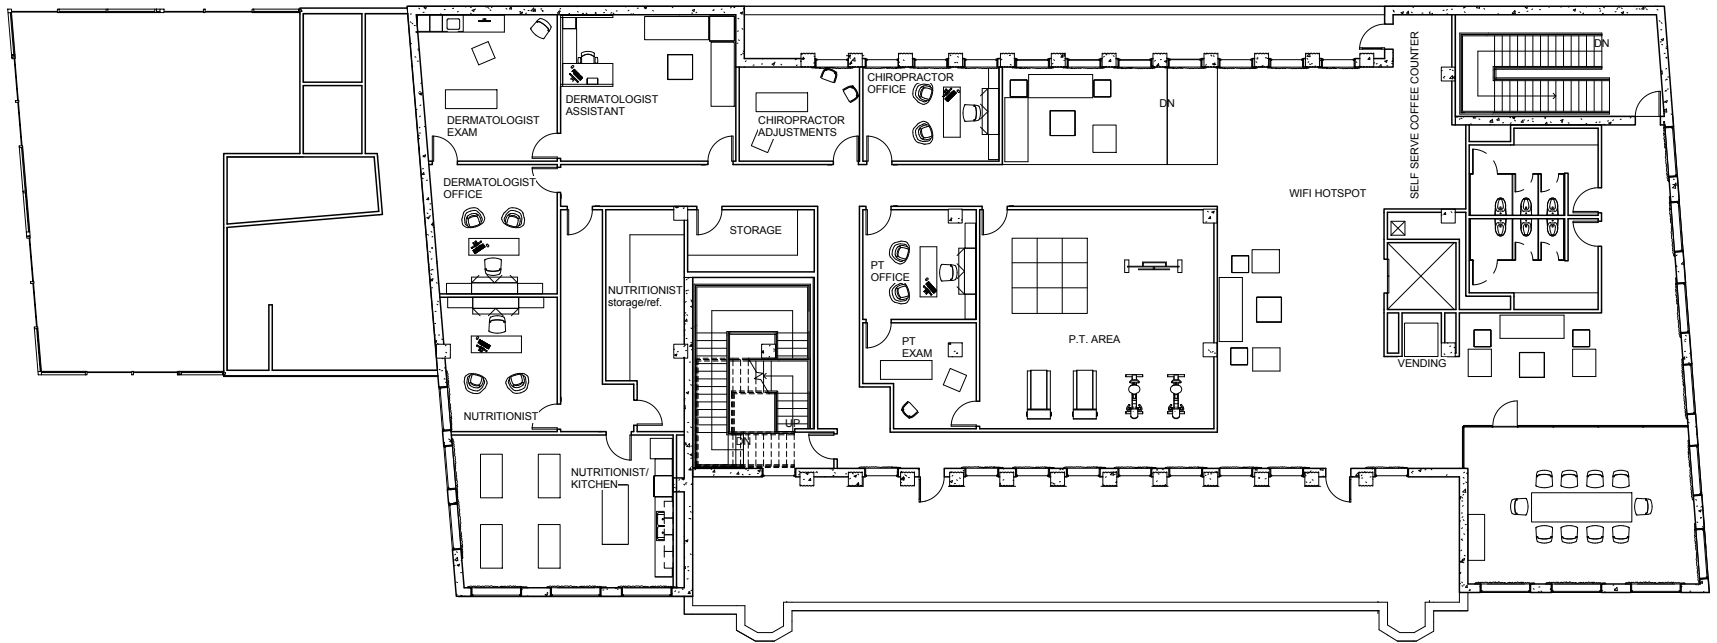 DERMATOLOGIST
EXAM
DERMATOLOGIST
ASSISTANT
CHIROPRACTOR
ADJUSTMENTS
CHIROPRACTOR
OFFICE
DN
SELF SERVE COFFEE COUNTER
DN
DERMATOLOGIST
OFFICE
WIFI HOTSPOT
STORAGE
PT
OFFICE
NUTRITIONIST
storage/ref.
P.T. AREA
PT
EXAM
VENDING
NUTRITIONIST
UP
DN
NUTRITIONIST/
KITCHEN